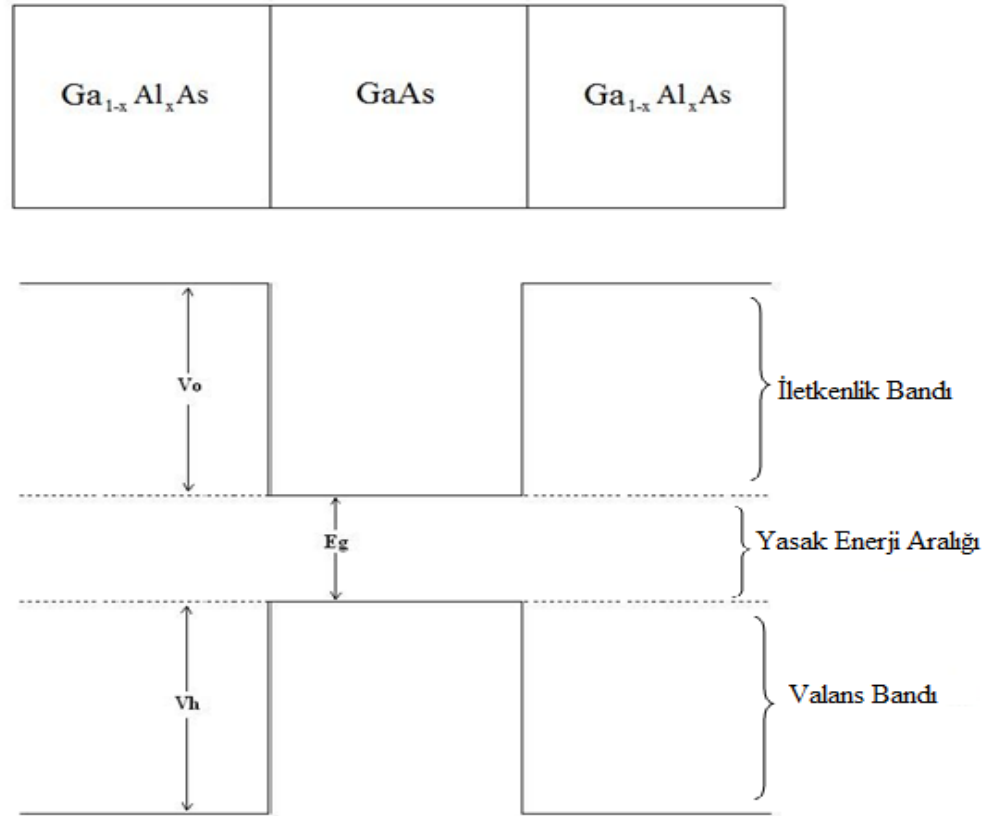 Ga₁₋ₓ AlₓAs
GaAs
Ga₁₋ₓ AlₓAs
Vo
İletkenlik Bandı
Eg
Yasak Enerji Aralığı
Vh
Valans Bandı